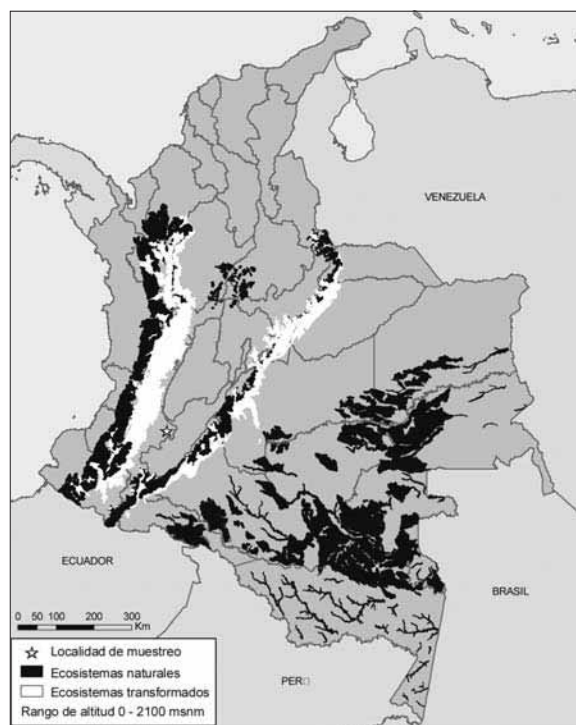 VENEZUELA
ECUADOR
BRASIL
0 50 100 200 300
Km
Localidad de muestreo
Ecosistemas naturales
Ecosistemas transformados
Rango de altitud 0 - 2100 msnm
PER□